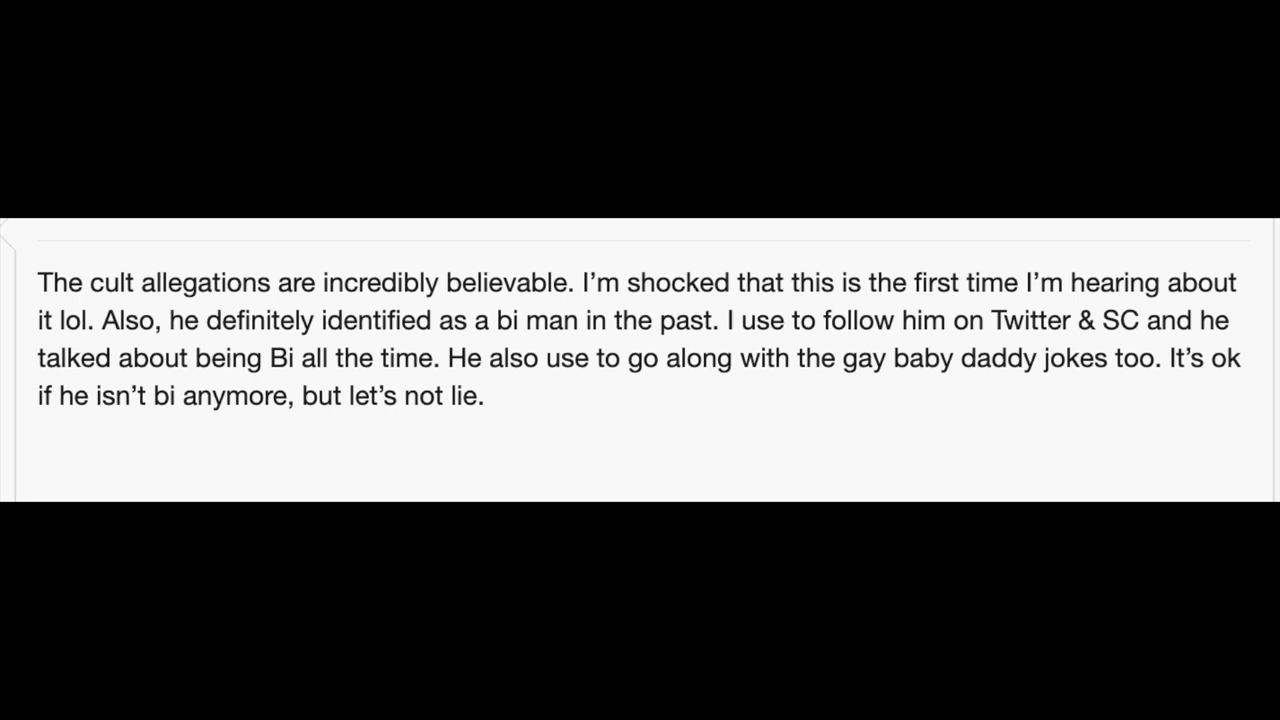 The cult allegations are incredibly believable. I’m shocked that this is the first time I’m hearing about
it lol. Also, he definitely identified as a bi man in the past. I use to follow him on Twitter & SC and he
talked about being Bi all the time. He also use to go along with the gay baby daddy jokes too. It’s ok
if he isn’t bi anymore, but let’s not lie.